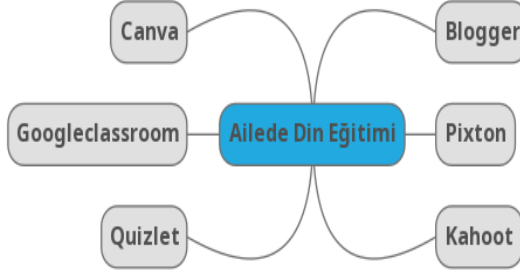 Canva
Blogger
Googleclassroom
Ailede Din Eğitimi
Pixton
Quizlet
Kahoot